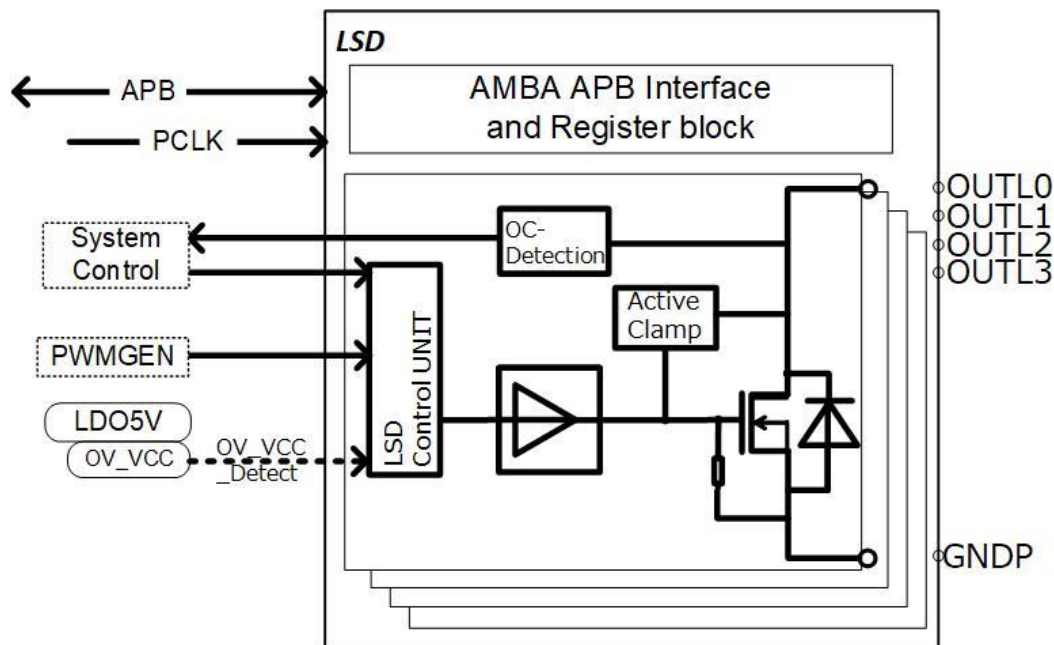 LSD
APB
AMBA APB Interface
and Register block
PCLK
OUTL0
OUTL1
OUTL2
OUTL3
System
Control
OC-
Detection
Active
Clamp
PWMGEN
LSD
Control UNIT
LDO5V
OV_VCC
OV_VCC
_Detect
GNDP